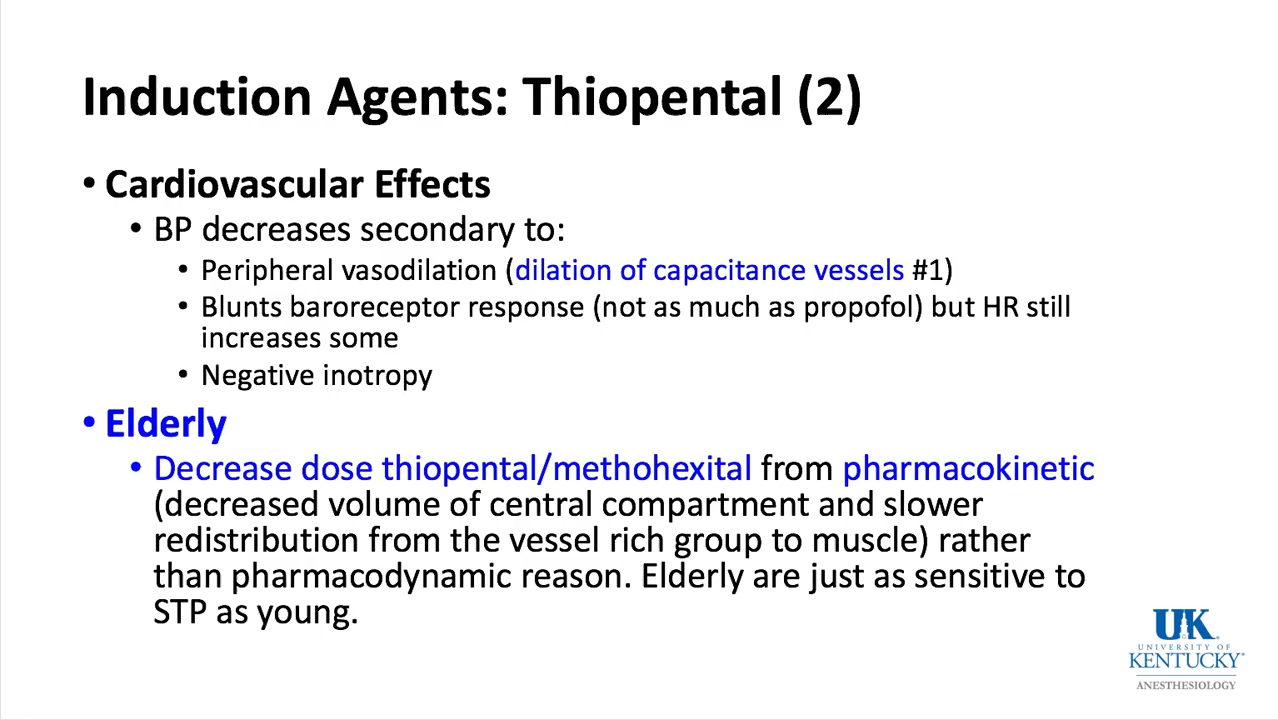 Induction Agents: Thiopental (2)
• Cardiovascular Effects
• BP decreases secondary to:
• Peripheral vasodilation (dilation of capacitance vessels #1)
• Blunts baroreceptor response (not as much as propofol) but HR still
increases some
• Negative inotropy
• Elderly
• Decrease dose thiopental/methohexital from pharmacokinetic
(decreased volume of central compartment and slower
redistribution from the vessel rich group to muscle) rather
than pharmacodynamic reason. Elderly are just as sensitive to
STP as young.
UK
UNIVERSITY OF
KENTUCKY®
ANESTHESIOLOGY